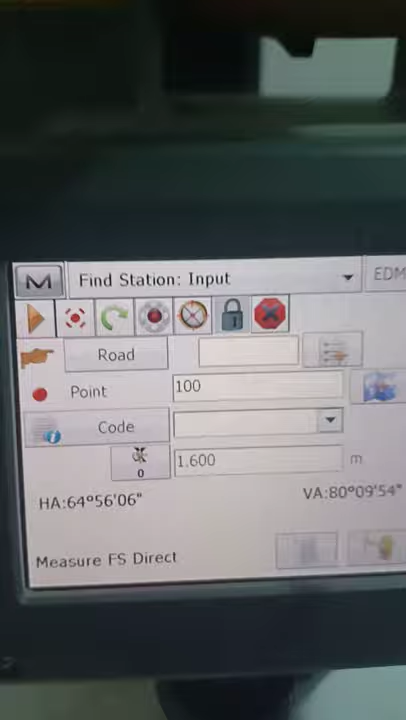 M Find Station: Input EDM
Road
Point 100
Code
0 1.600 m
HA:64°56'06" VA:80°09'54"
Measure FS Direct